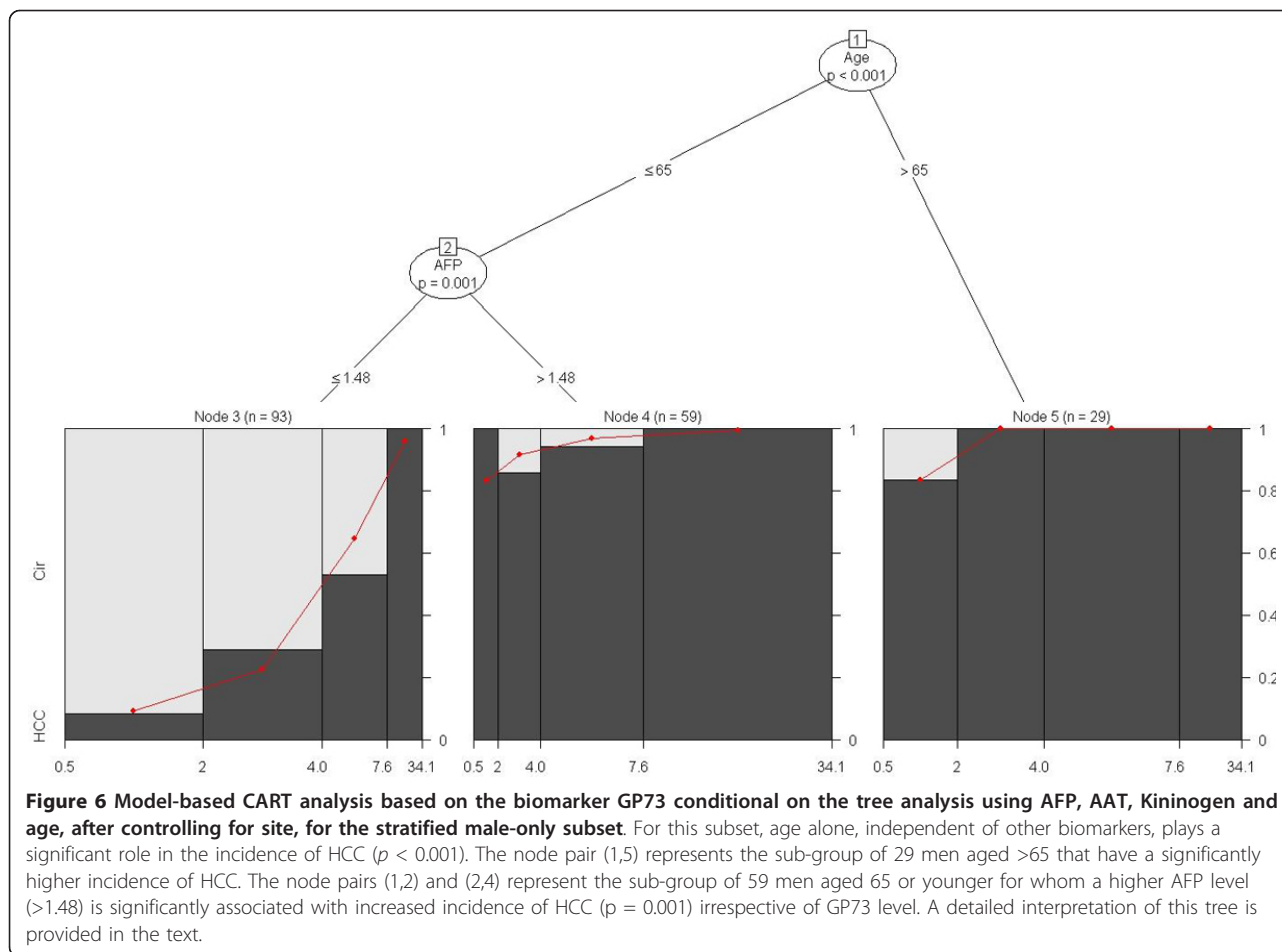 1
Age
p < 0.001
≤ 65
> 65
2
AFP
p = 0.001
≤ 1.48
> 1.48
Node 3 (n = 93)
Node 4 (n = 59)
Node 5 (n = 29)
Cir
HCC
1
0
0.5 2 4.0 7.6 34.1
1
0
0.5 2 4.0 7.6 34.1
1
0.8
0.6
0.4
0.2
0
0.5 2 4.0 7.6 34.1
Figure 6 Model-based CART analysis based on the biomarker GP73 conditional on the tree analysis using AFP, AAT, Kininogen and
age, after controlling for site, for the stratified male-only subset. For this subset, age alone, independent of other biomarkers, plays a
significant role in the incidence of HCC (p < 0.001). The node pair (1,5) represents the sub-group of 29 men aged >65 that have a significantly
higher incidence of HCC. The node pairs (1,2) and (2,4) represent the sub-group of 59 men aged 65 or younger for whom a higher AFP level
(>1.48) is significantly associated with increased incidence of HCC (p = 0.001) irrespective of GP73 level. A detailed interpretation of this tree is
provided in the text.